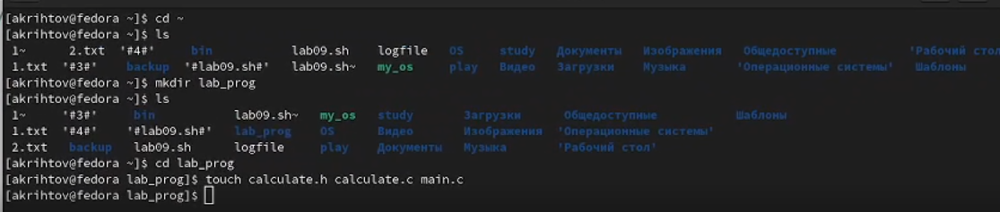 [akrihtov@fedora ~]$ cd ~
[akrihtov@fedora ~]$ ls
1~ 2.txt '#4#' bin lab09.sh logfile OS study Документы Изображения Общедоступные 'Рабочий стол
1.txt '#3#' backup '#lab09.sh#' lab09.sh~ my_os play Видео Загрузки Музыка 'Операционные системы' Шаблоны
[akrihtov@fedora ~]$ mkdir lab_prog
[akrihtov@fedora ~]$ ls
1~ '#3#' bin lab09.sh~ my_os study Загрузки Общедоступные Шаблоны
1.txt '#4#' '#lab09.sh#' lab_prog OS Видео Изображения 'Операционные системы'
2.txt backup lab09.sh logfile play Документы Музыка 'Рабочий стол'
[akrihtov@fedora ~]$ cd lab_prog
[akrihtov@fedora lab_prog]$ touch calculate.h calculate.c main.c
[akrihtov@fedora lab_prog]$